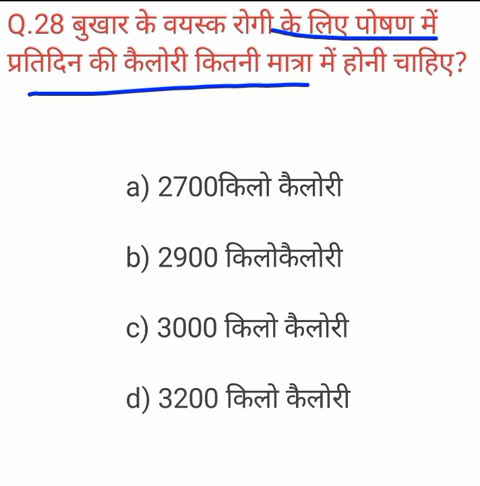 Q.28 बुखार के वयस्क रोगी के लिए पोषण में
प्रतिदिन की कैलोरी कितनी मात्रा में होनी चाहिए?
a) 2700किलो कैलोरी
b) 2900 किलोकैलोरी
c) 3000 किलो कैलोरी
d) 3200 किलो कैलोरी